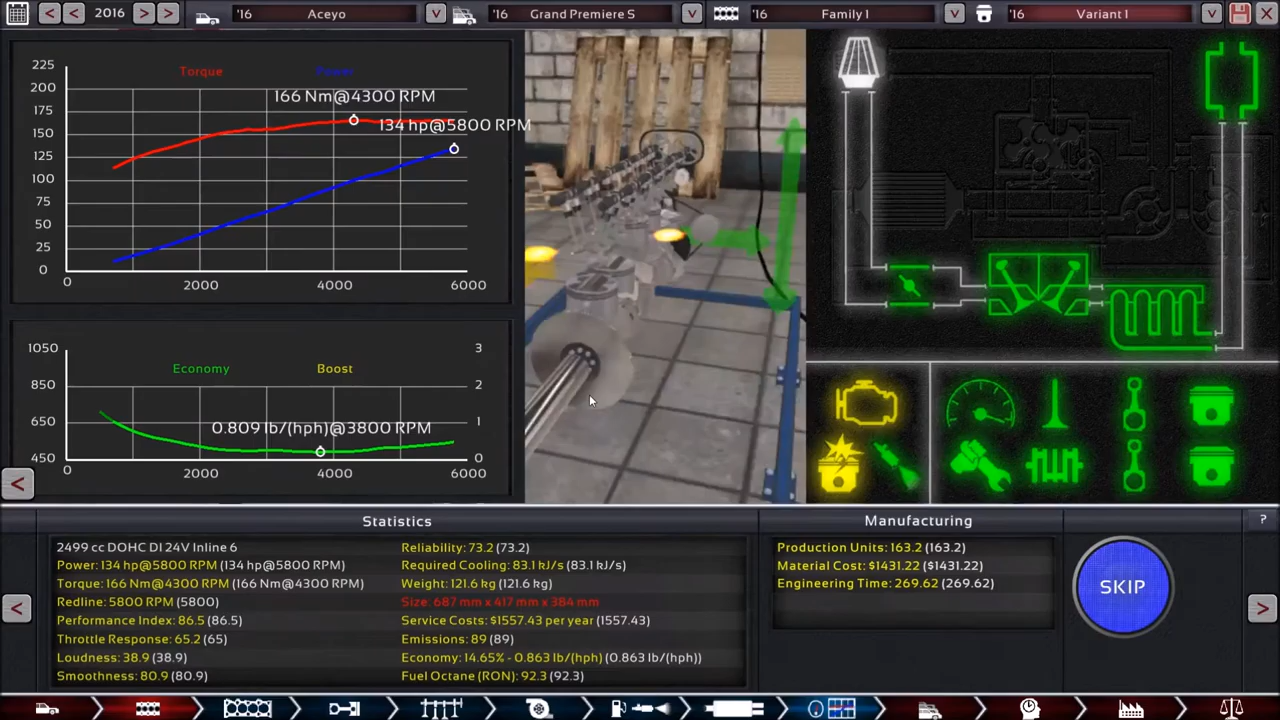 2016
'16 Aceyo
'16 Grand Premiere S
'16 Family I
'16 Variant I
Torque Power
225
200
175
150
125
100
75
50
25
0
166 Nm@4300 RPM
134 hp@5800 RPM
0 2000 4000 6000
1050
850
650
450
Economy Boost
3
2
1
0
0.809 lb/(hph)@3800 RPM
0 2000 4000 6000
Statistics
2499 cc DOHC DI 24V Inline 6
Power: 134 hp@5800 RPM (134 hp@5800 RPM)
Torque: 166 Nm@4300 RPM (166 Nm@4300 RPM)
Redline: 5800 RPM (5800)
Performance Index: 86.5 (86.5)
Throttle Response: 65.2 (65)
Loudness: 38.9 (38.9)
Smoothness: 80.9 (80.9)
Reliability: 73.2 (73.2)
Required Cooling: 83.1 kJ/s (83.1 kJ/s)
Weight: 121.6 kg (121.6 kg)
Size: 687 mm x 417 mm x 384 mm
Service Costs: $1557.43 per year (1557.43)
Emissions: 89 (89)
Economy: 14.65% - 0.863 lb/(hph) (0.863 lb/(hph))
Fuel Octane (RON): 92.3 (92.3)
Manufacturing
Production Units: 163.2 (163.2)
Material Cost: $1431.22 ($1431.22)
Engineering Time: 269.62 (269.62)
SKIP
?